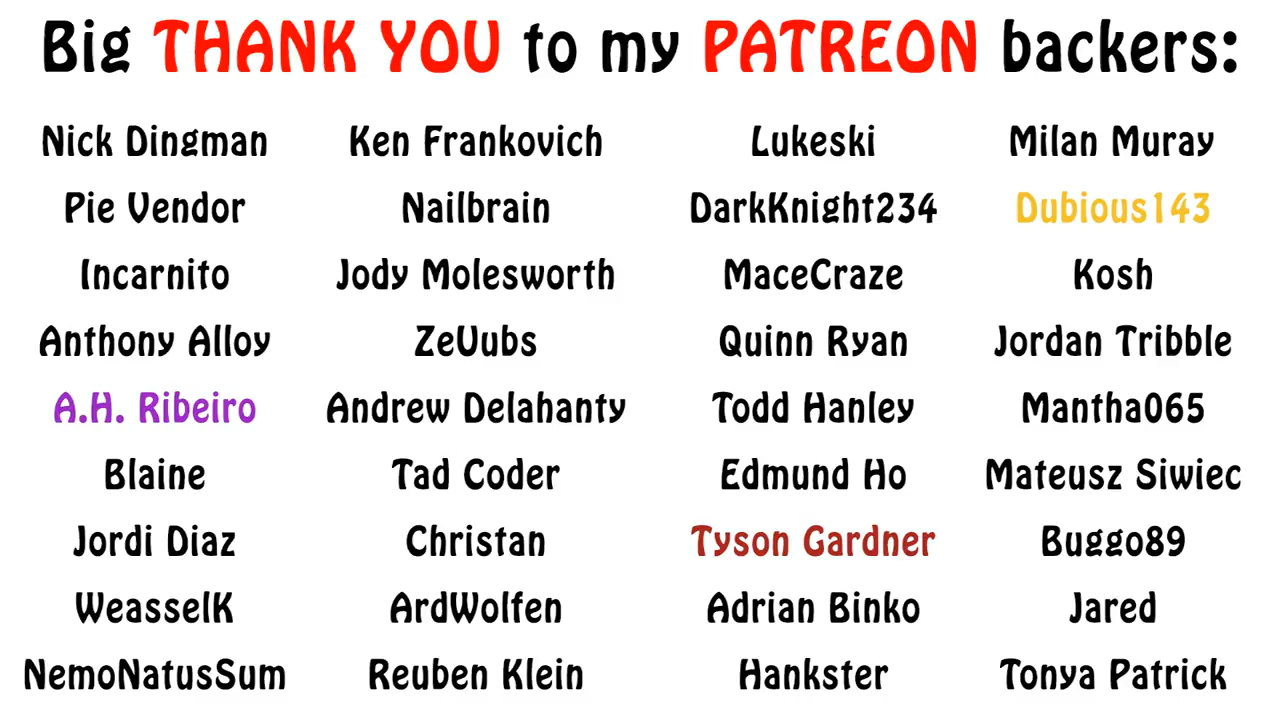 Big THANK YOU to my PATREON backers:
Nick Dingman Ken Frankovich Lukeski Milan Muray
Pie Vendor Nailbrain DarkKnight234 Dubious143
Incarnito Jody Molesworth MaceCraze Kosh
Anthony Alloy ZeVubs Quinn Ryan Jordan Tribble
A.H. Ribeiro Andrew Delahanty Todd Hanley Mantha065
Blaine Tad Coder Edmund Ho Mateusz Siwiec
Jordi Diaz Christan Tyson Gardner Buggo89
WeasselK ArdWolfen Adrian Binko Jared
NemoNatusSum Reuben Klein Hankster Tonya Patrick